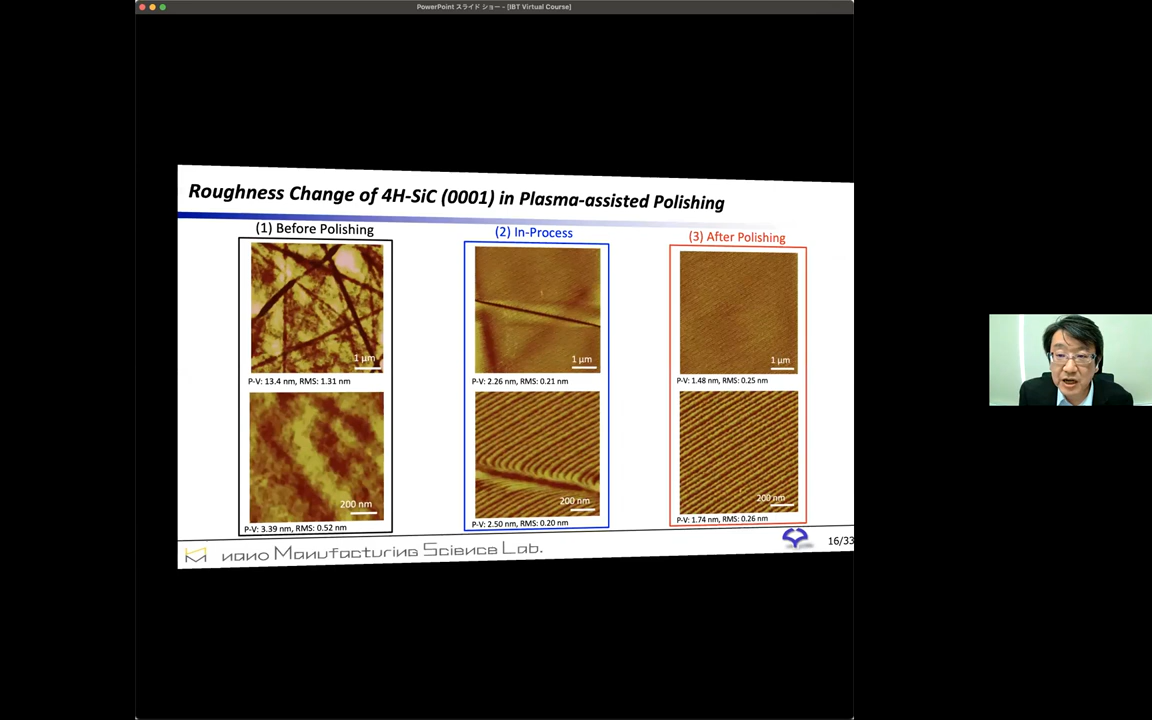 PowerPoint スライド ショー - [IBT Virtual Course]
Roughness Change of 4H-SiC (0001) in Plasma-assisted Polishing
(1) Before Polishing
(2) In-Process
(3) After Polishing
1 μm
1 μm
1 μm
P-V: 13.4 nm, RMS: 1.31 nm
P-V: 2.26 nm, RMS: 0.21 nm
P-V: 1.48 nm, RMS: 0.25 nm
200 nm
200 nm
200 nm
P-V: 3.39 nm, RMS: 0.52 nm
P-V: 2.50 nm, RMS: 0.20 nm
P-V: 1.74 nm, RMS: 0.26 nm
nano Manufacturing Science Lab.
16/33